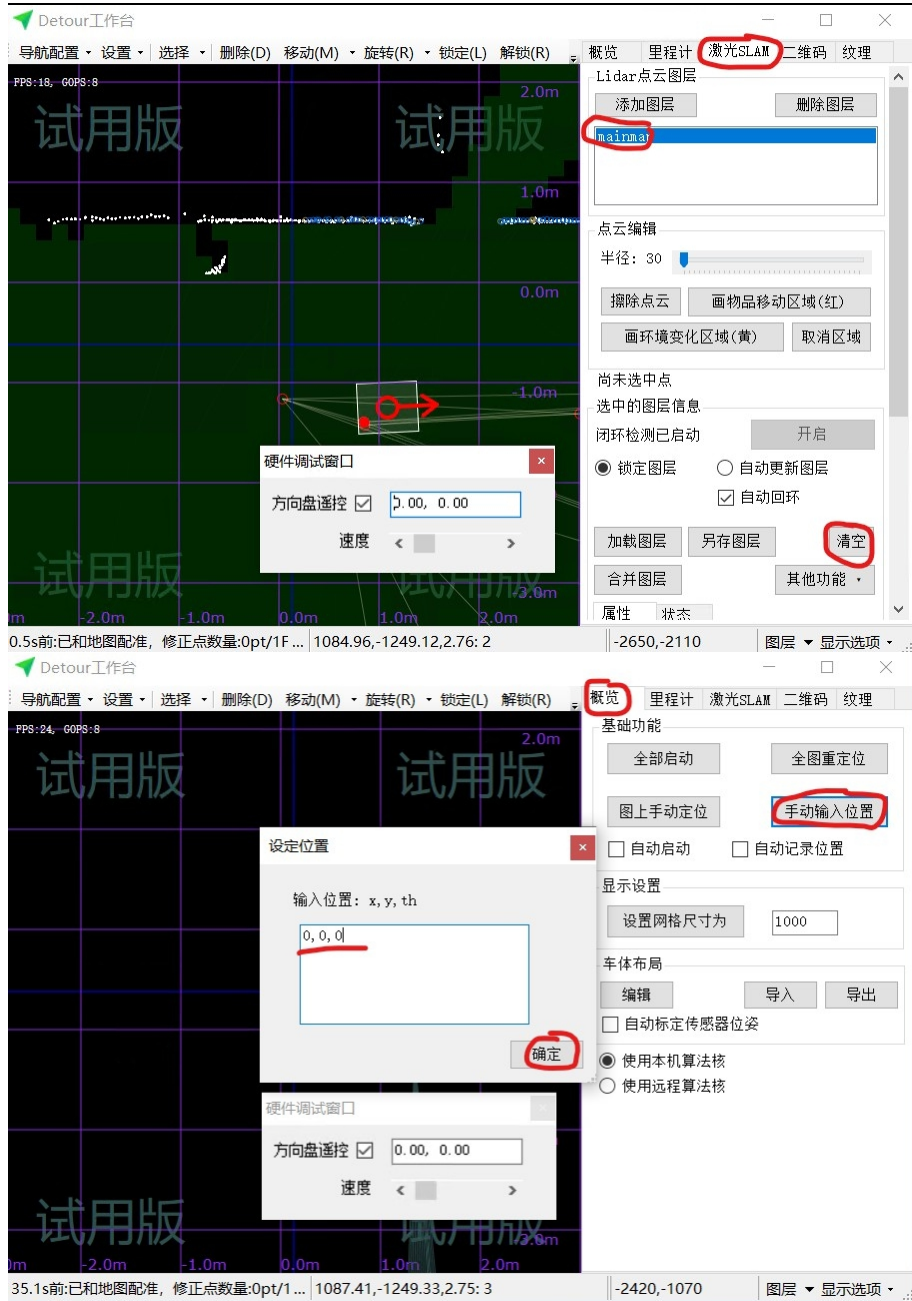 Detour工作台
导航配置 设置 选择 删除(D) 移动(M) 旋转(R) 锁定(L) 解锁(R) 概览 里程计 激光SLAM 二维码 纹理
FPS:18, GOPS:8
试用版 试用版
2.0m
1.0m
0.0m
-1.0m
Lidar点云图层
添加图层 删除图层
点云编辑
半径: 30
擦除点云 画物品移动区域(红)
画环境变化区域(黄) 取消区域
尚未选中点
选中的图层信息
闭环检测已启动 开启
锁定图层 自动更新图层
自动回环
加载图层 另存图层 清空
合并图层 其他功能
属性 状态
硬件调试窗口
方向盘遥控 0.00, 0.00
速度
试用版 试用版
-3.0m
-2.0m -1.0m 0.0m 1.0m 2.0m
0.5s前:已和地图配准，修正点数量:0pt/1F ... 1084.96,-1249.12,2.76: 2 -2650,-2110 图层 显示选项
Detour工作台
导航配置 设置 选择 删除(D) 移动(M) 旋转(R) 锁定(L) 解锁(R) 概览 里程计 激光SLAM 二维码 纹理
FPS:24, GOPS:8
试用版 试用版
2.0m
基础功能
全部启动 全图重定位
图上手动定位 手动输入位置
自动启动 自动记录位置
显示设置
设置网格尺寸为 1000
车体布局
编辑 导入 导出
自动标定传感器位姿
使用本机算法核
使用远程算法核
设定位置
输入位置: x,y,th
0,0,0
确定
硬件调试窗口
方向盘遥控 0.00, 0.00
速度
试用版 试用版
-2.0m -1.0m 0.0m 1.0m 2.0m
35.1s前:已和地图配准，修正点数量:0pt/1 ... 1087.41,-1249.33,2.75: 3 -2420,-1070 图层 显示选项